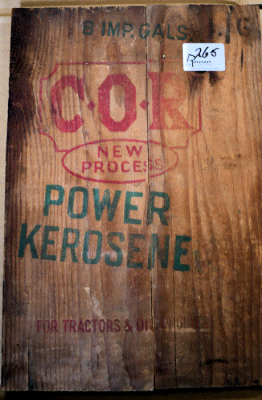 8 IMP. GALS.
265
C·O·R
NEW
PROCESS
POWER
KEROSENE
FOR TRACTORS &